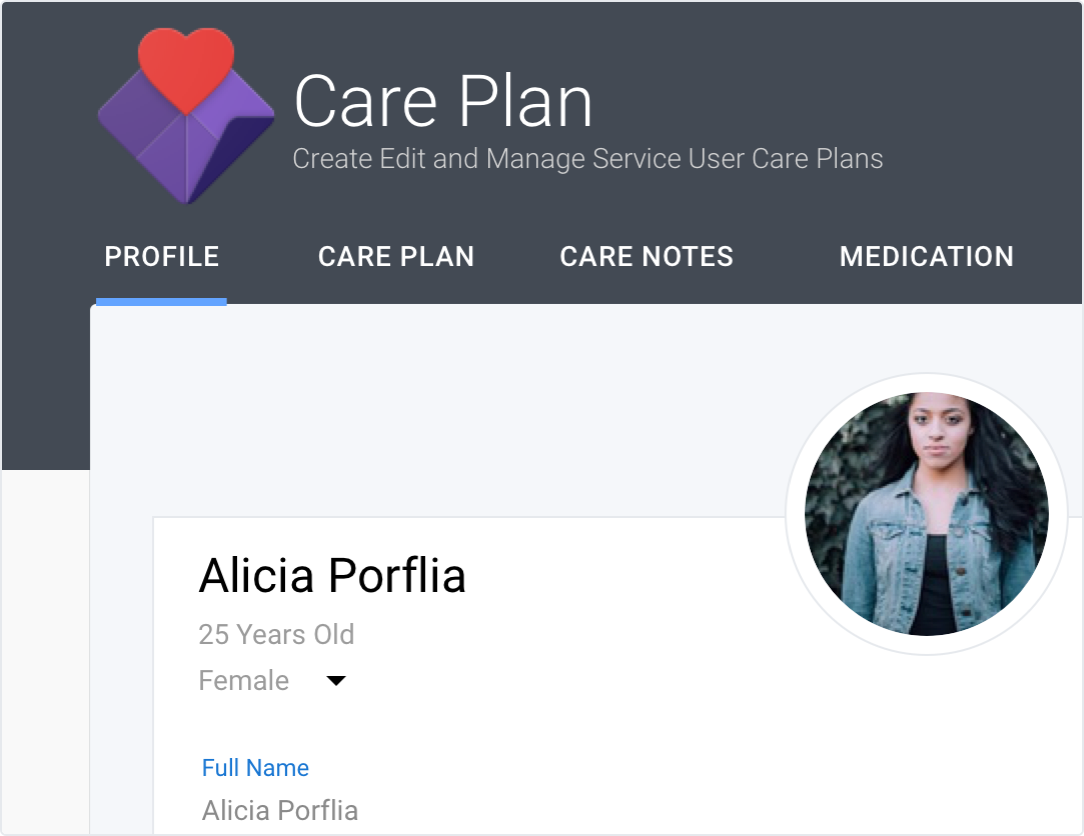 Care Plan
Create Edit and Manage Service User Care Plans
PROFILE CARE PLAN CARE NOTES MEDICATION
Alicia Porflia
25 Years Old
Female
Full Name
Alicia Porflia